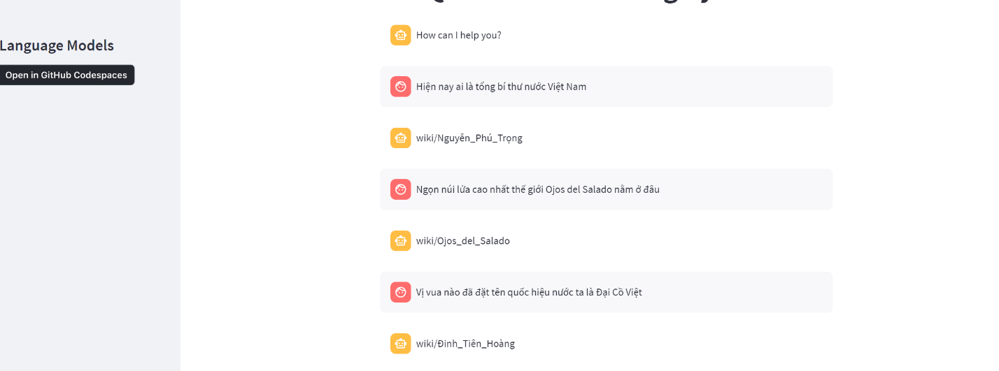 Language Models
Open in GitHub Codespaces
How can I help you?
Hiện nay ai là tổng bí thư nước Việt Nam
wiki/Nguyễn_Phú_Trọng
Ngọn núi lửa cao nhất thế giới Ojos del Salado nằm ở đâu
wiki/Ojos_del_Salado
Vị vua nào đã đặt tên quốc hiệu nước ta là Đại Cồ Việt
wiki/Đinh_Tiên_Hoàng